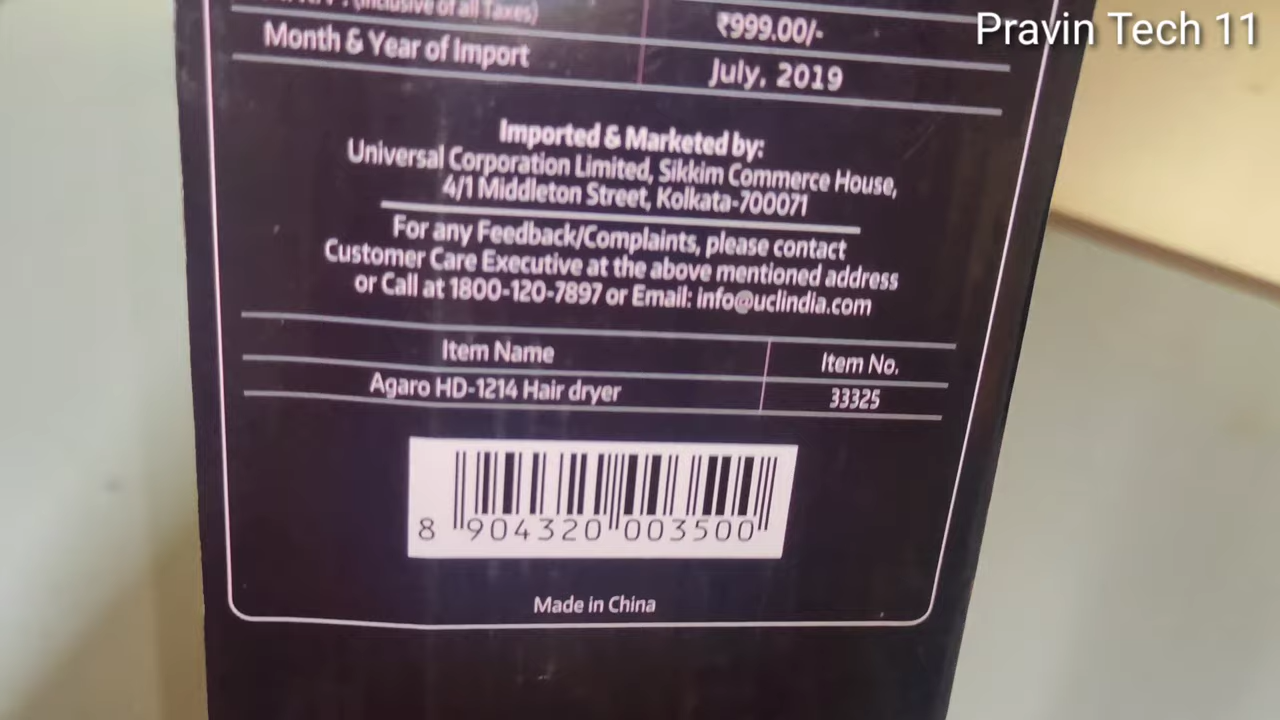 Pravin Tech 11
(Inclusive of all Taxes)
₹999.00/-
Month & Year of Import
July, 2019
Imported & Marketed by:
Universal Corporation Limited, Sikkim Commerce House,
4/1 Middleton Street, Kolkata-700071
For any Feedback/Complaints, please contact
Customer Care Executive at the above mentioned address
or Call at 1800-120-7897 or Email: info@uclindia.com
Item Name
Item No.
Agaro HD-1214 Hair dryer
33325
8 904320 003500
Made in China